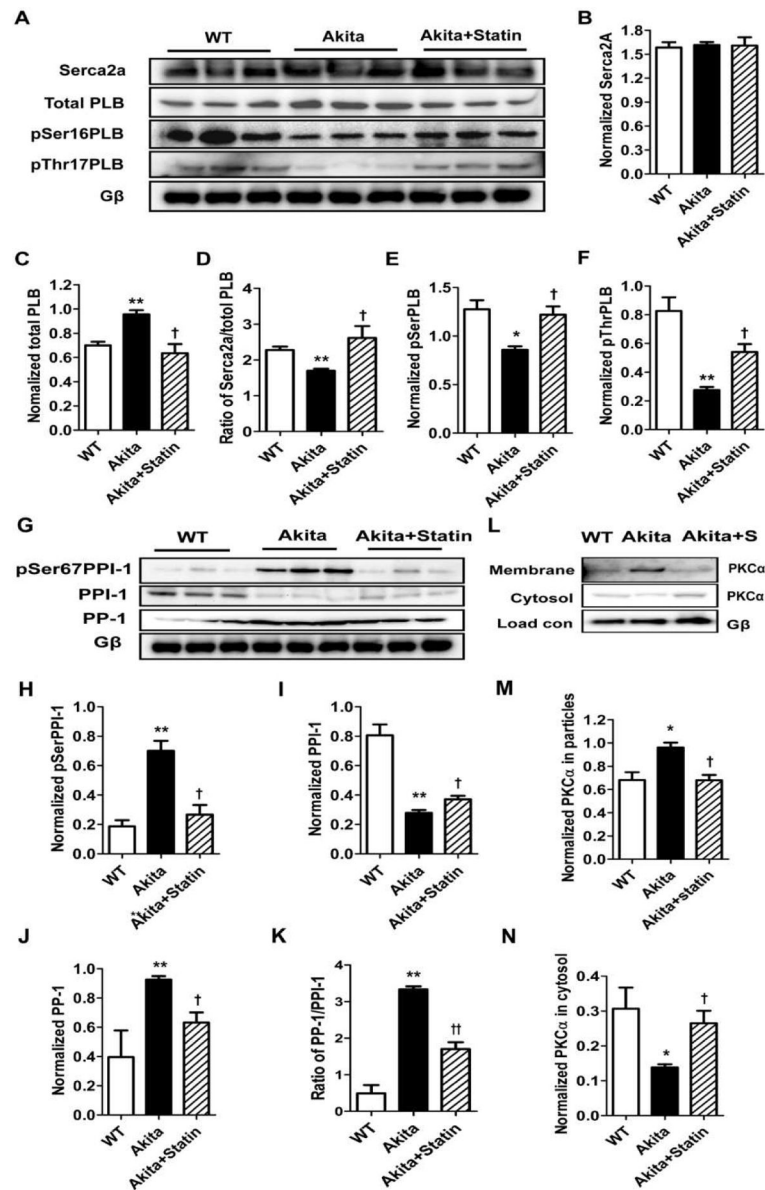 A
WT Akita Akita+Statin
Serca2a
Total PLB
pSer16PLB
pThr17PLB
Gβ
B
Normalized Serca2A
1.8
1.5
1.2
0.9
0.6
0.3
0.0
WT Akita Akita+Statin
C
Nomalized total PLB
1.2
1.0
0.8
0.6
0.4
0.2
0.0
**
†
WT Akita Akita+Statin
D
Ratio of Serca2a/totol PLB
4
3
2
1
0
**
†
WT Akita Akita+Statin
E
Normalized pSerPLB
1.5
1.0
0.5
0.0
*
†
WT Akita Akita+Statin
F
Normalized pThrPLB
1.0
0.8
0.6
0.4
0.2
0.0
**
†
WT Akita Akita+Statin
G
WT Akita Akita+Statin
pSer67PPI-1
PPI-1
PP-1
Gβ
L
WT Akita Akita+S
Membrane PKCα
Cytosol PKCα
Load con Gβ
H
Normalized pSerPPI-1
1.0
0.8
0.6
0.4
0.2
0.0
**
†
WT Akita Akita+Statin
**
I
Normalized PPI-1
1.0
0.8
0.6
0.4
0.2
0.0
**
†
WT Akita Akita+Statin
M
Normalized PKCα in particles
1.2
1.0
0.8
0.6
0.4
0.2
0.0
*
†
WT Akita Akita+statin
J
Normalized PP-1
1.0
0.8
0.6
0.4
0.2
0.0
**
†
WT Akita Akita+Statin
K
Ratio of PP-1/PPI-1
4
3
2
1
0
**
††
WT Akita Akita+Statin
N
Normalized PKCα in cytosol
0.4
0.3
0.2
0.1
0.0
*
†
WT Akita Akita+Statin